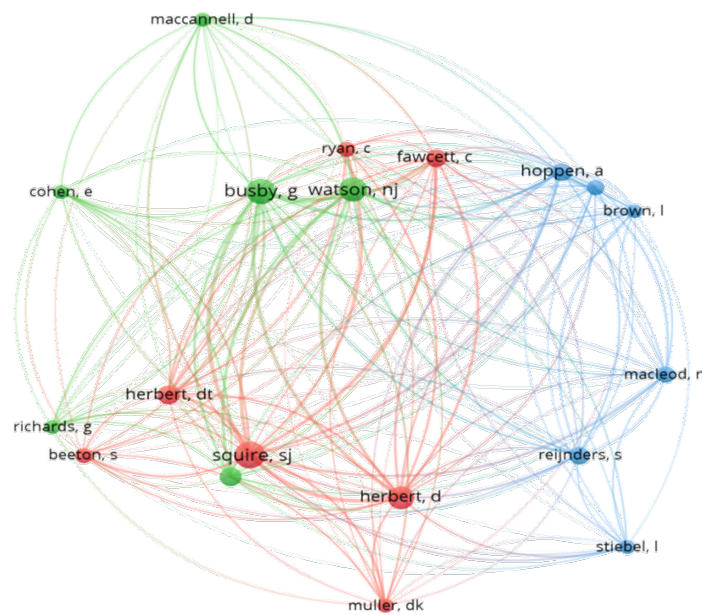 maccannell, d
ryan, c
fawcett, c
hoppen, a
cohen, e
busby, g
watson, nj
brown, l
macleod, n
herbert, dt
richards, g
beeton, s
squire, sj
reijnders, s
herbert, d
stiebel, l
muller, dk